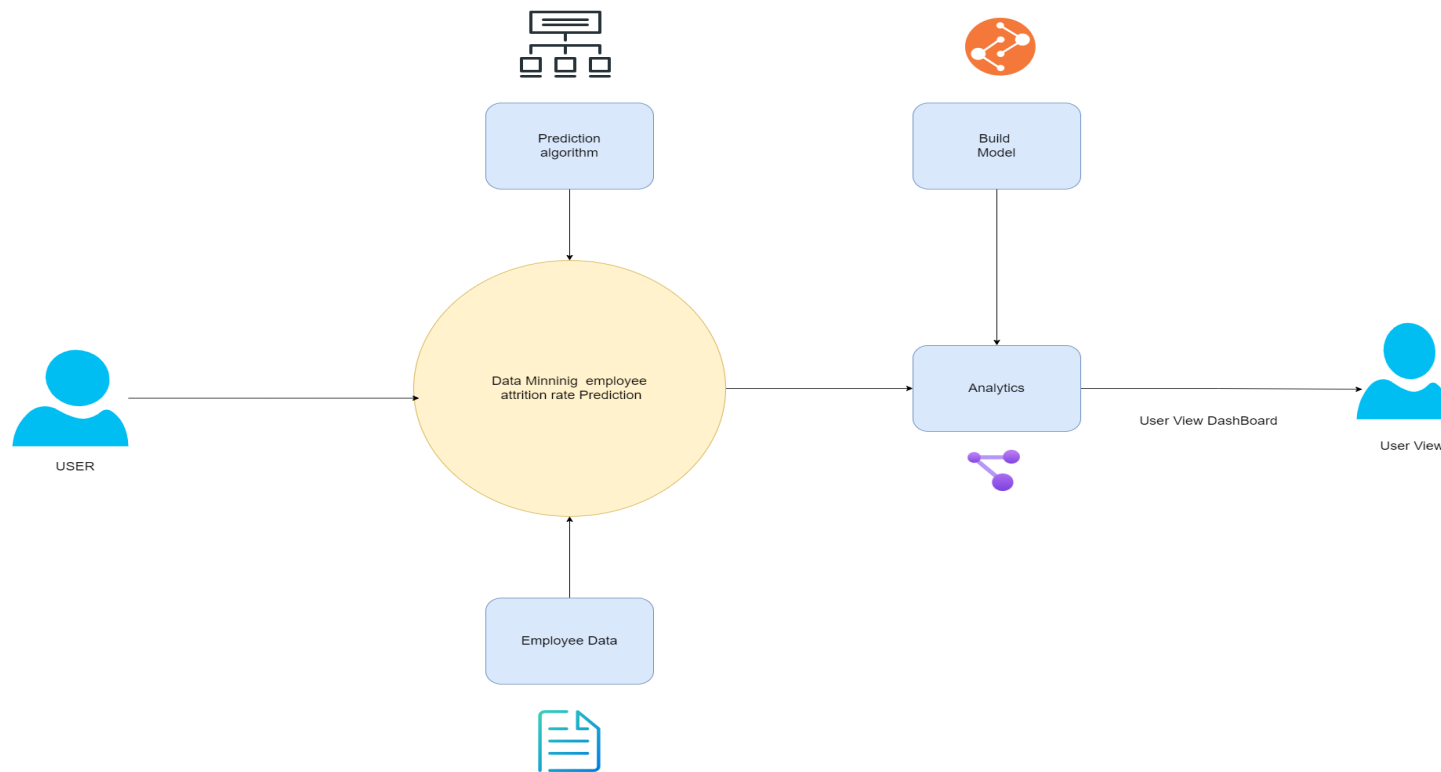 Prediction
algorithm
Build
Model
Data Minninig employee
attrition rate Prediction
Analytics
User View DashBoard
User View
USER
Employee Data